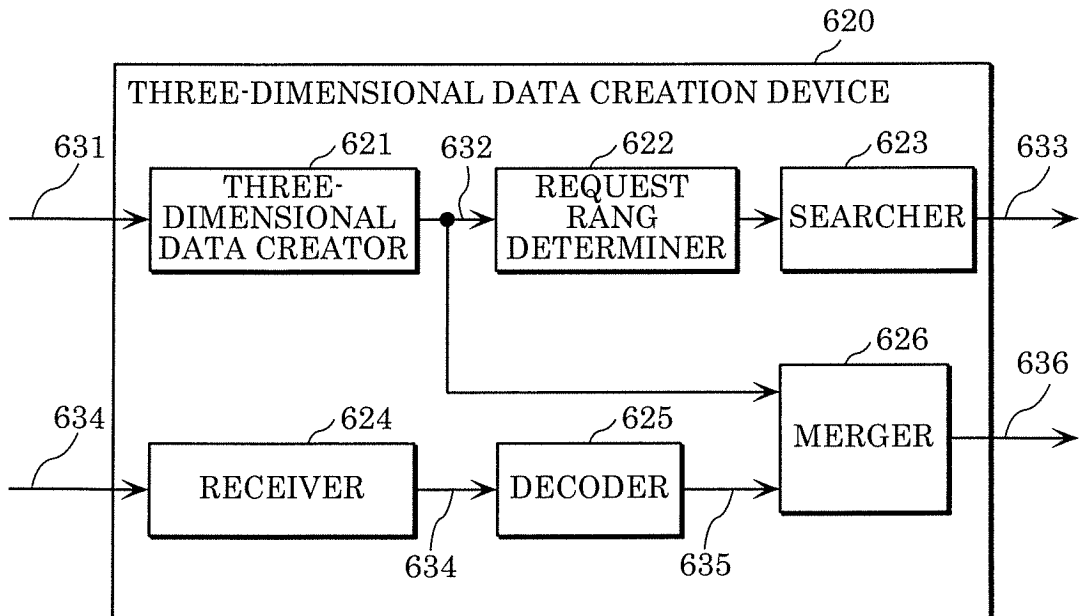 620
THREE-DIMENSIONAL DATA CREATION DEVICE
631
621
632
622
623
633
THREE-
DIMENSIONAL
DATA CREATOR
REQUEST
RANG
DETERMINER
SEARCHER
626
636
634
624
625
MERGER
RECEIVER
DECODER
634
635